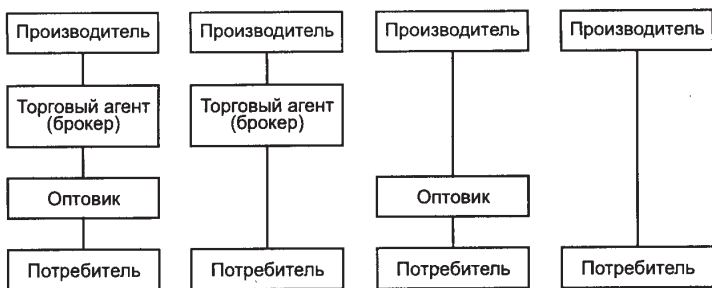 Производитель
Торговый агент
(брокер)
Оптовик
Потребитель
Производитель
Торговый агент
(брокер)
Потребитель
Производитель
Оптовик
Потребитель
Производитель
Потребитель